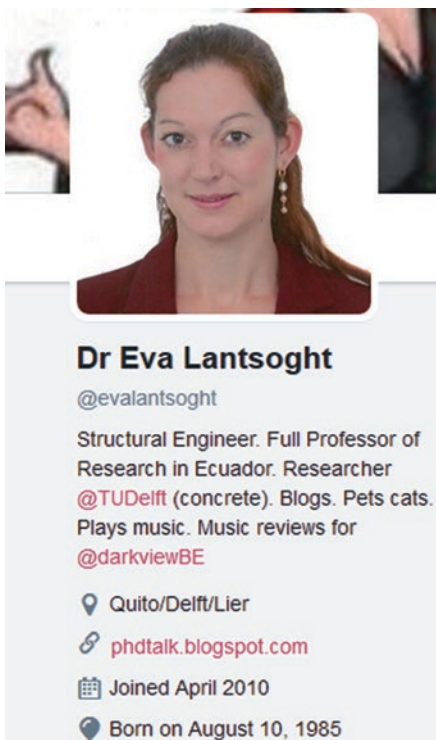 Dr Eva Lantsoght
@evalantsoght
Structural Engineer. Full Professor of
Research in Ecuador. Researcher
@TUDelft (concrete). Blogs. Pets cats.
Plays music. Music reviews for
@darkviewBE
Quito/Delft/Lier
phdtalk.blogspot.com
Joined April 2010
Born on August 10, 1985